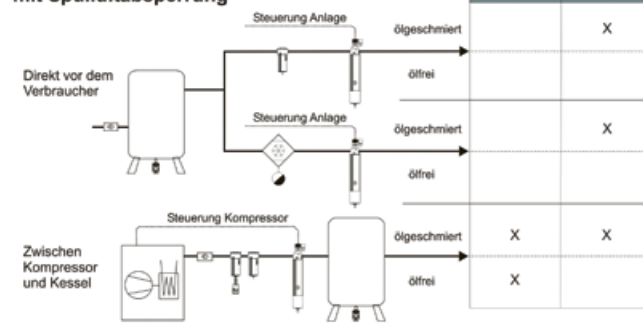 mit Spülluftabsperrung
Steuerung Anlage
ölgeschmiert
X
Direkt vor dem
Verbraucher
ölfrei
Steuerung Anlage
ölgeschmiert
X
ölfrei
Steuerung Kompressor
Zwischen
Kompressor
und Kessel
ölgeschmiert
X X
ölfrei
X